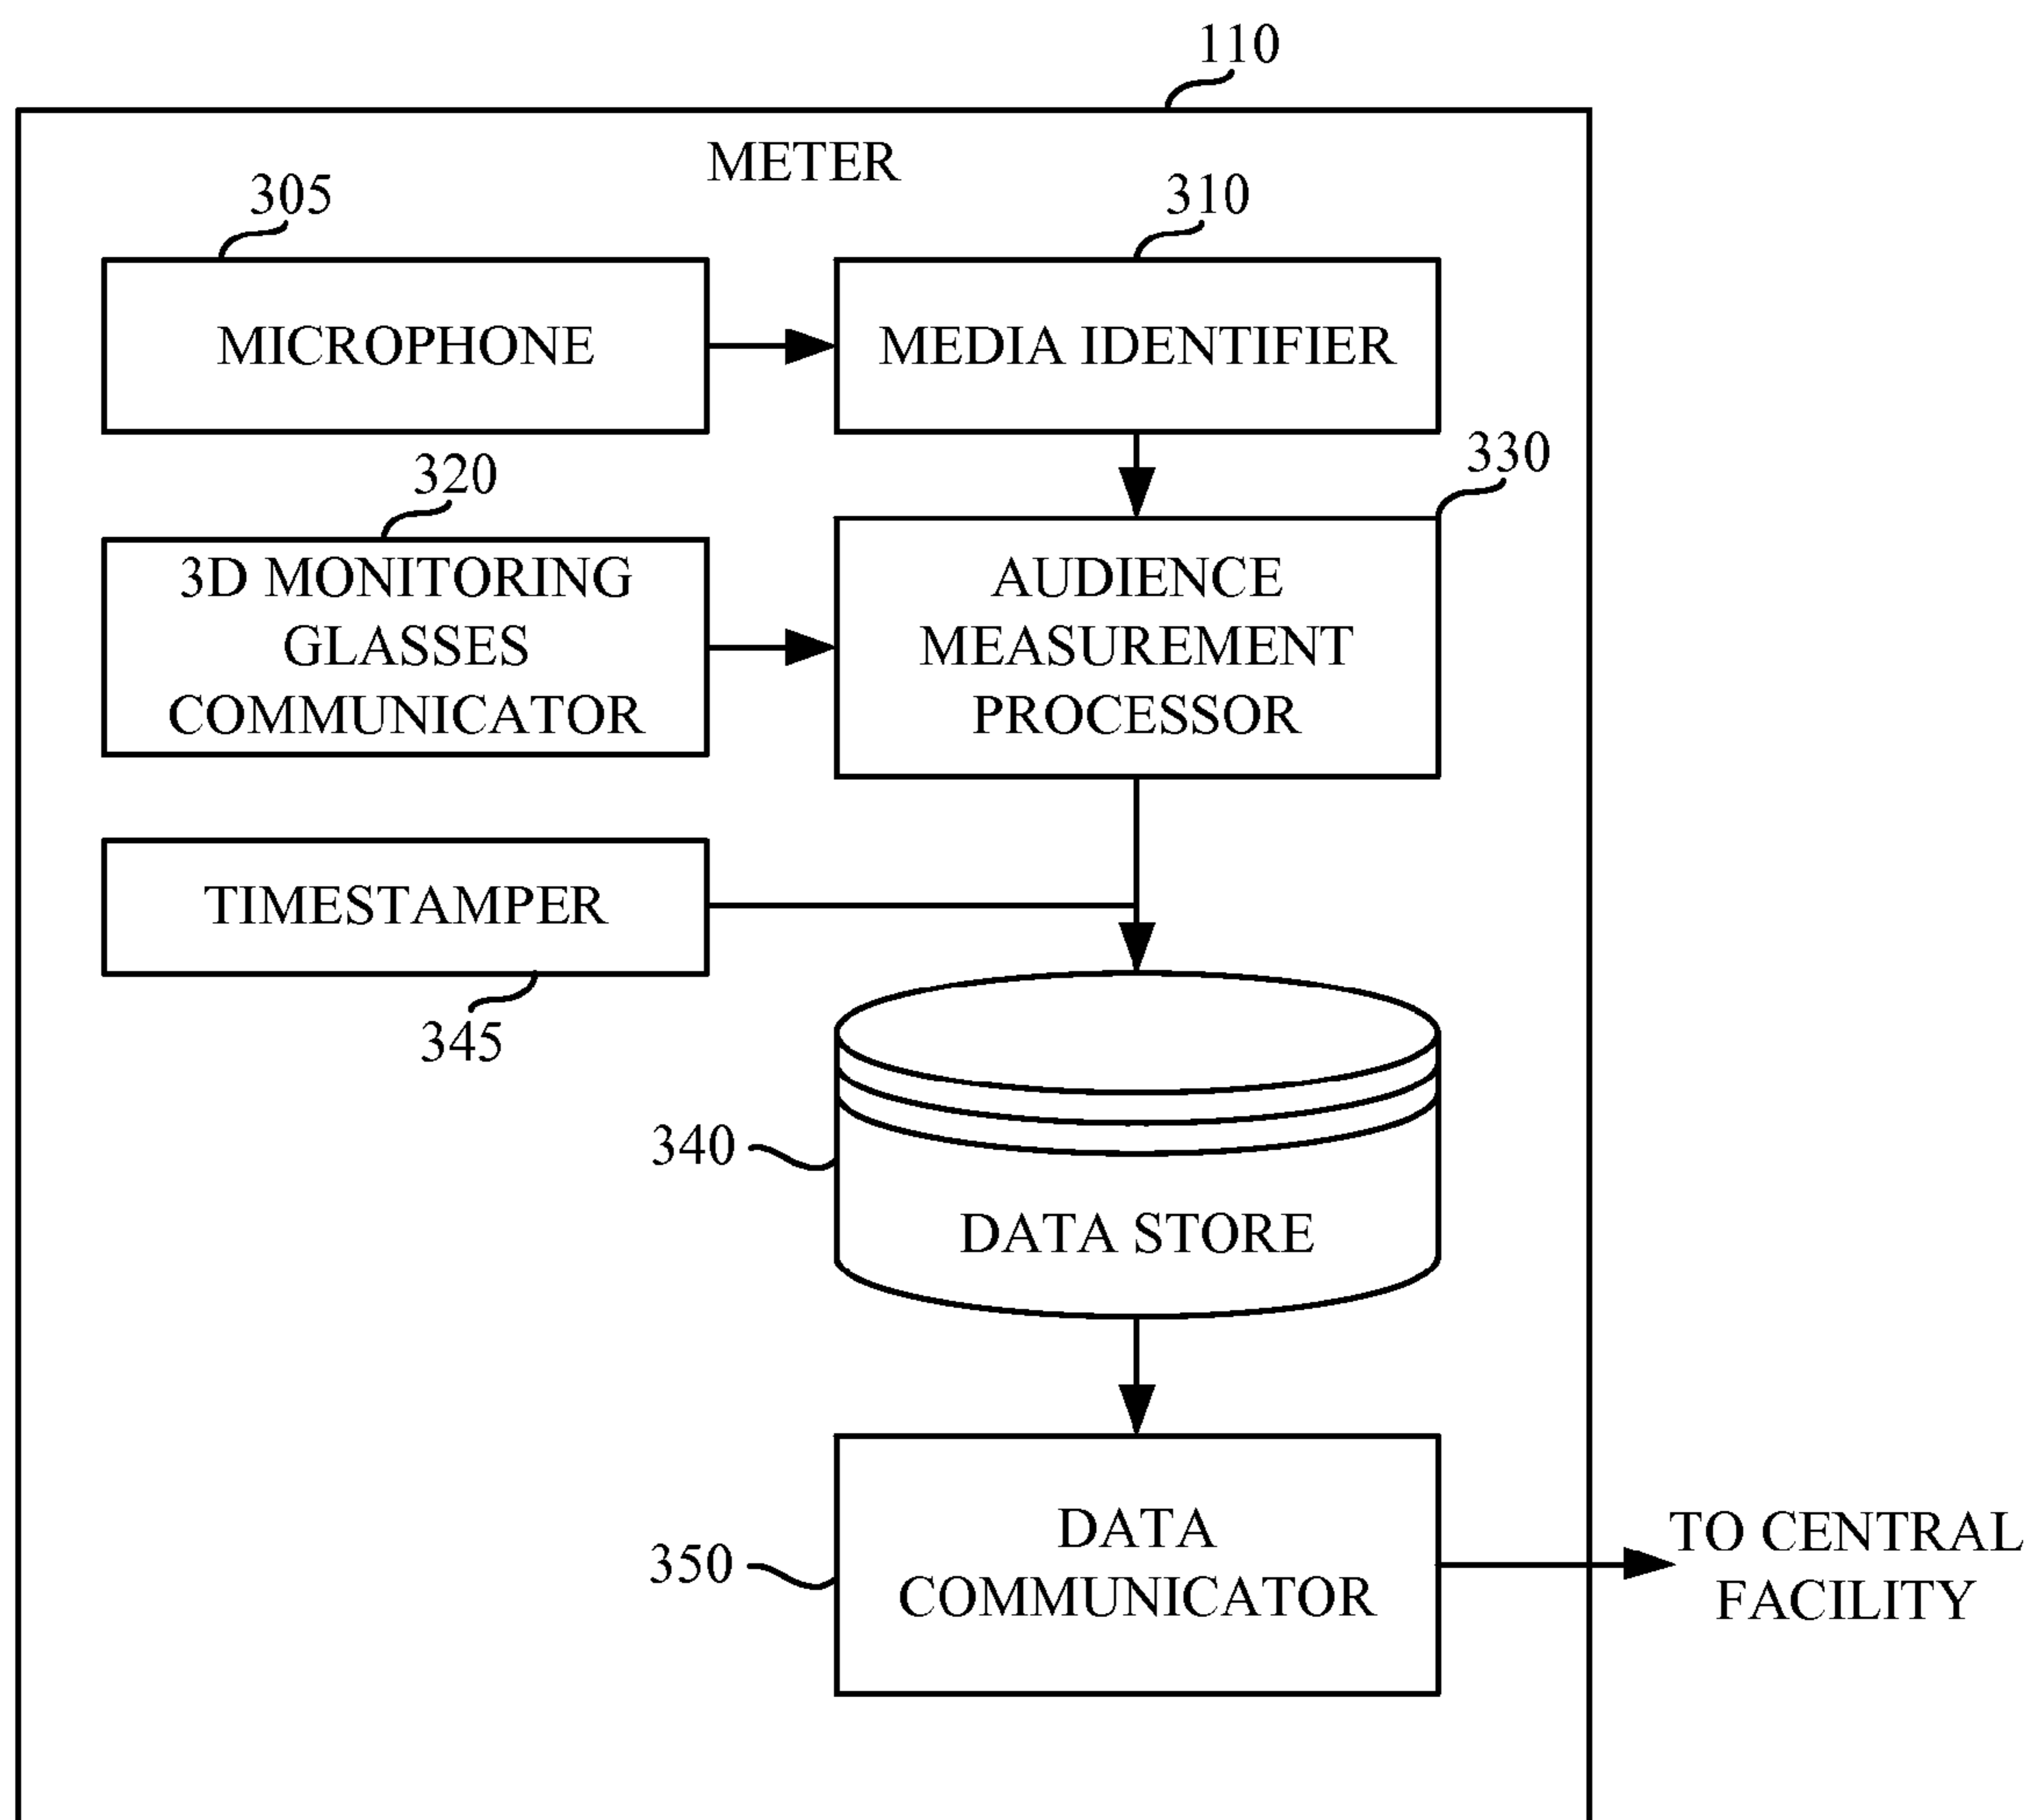 110
METER
305
310
MICROPHONE
MEDIA IDENTIFIER
320
330
3D MONITORING
GLASSES
COMMUNICATOR
AUDIENCE
MEASUREMENT
PROCESSOR
TIMESTAMPER
345
340
DATA STORE
350
DATA
COMMUNICATOR
TO CENTRAL
FACILITY